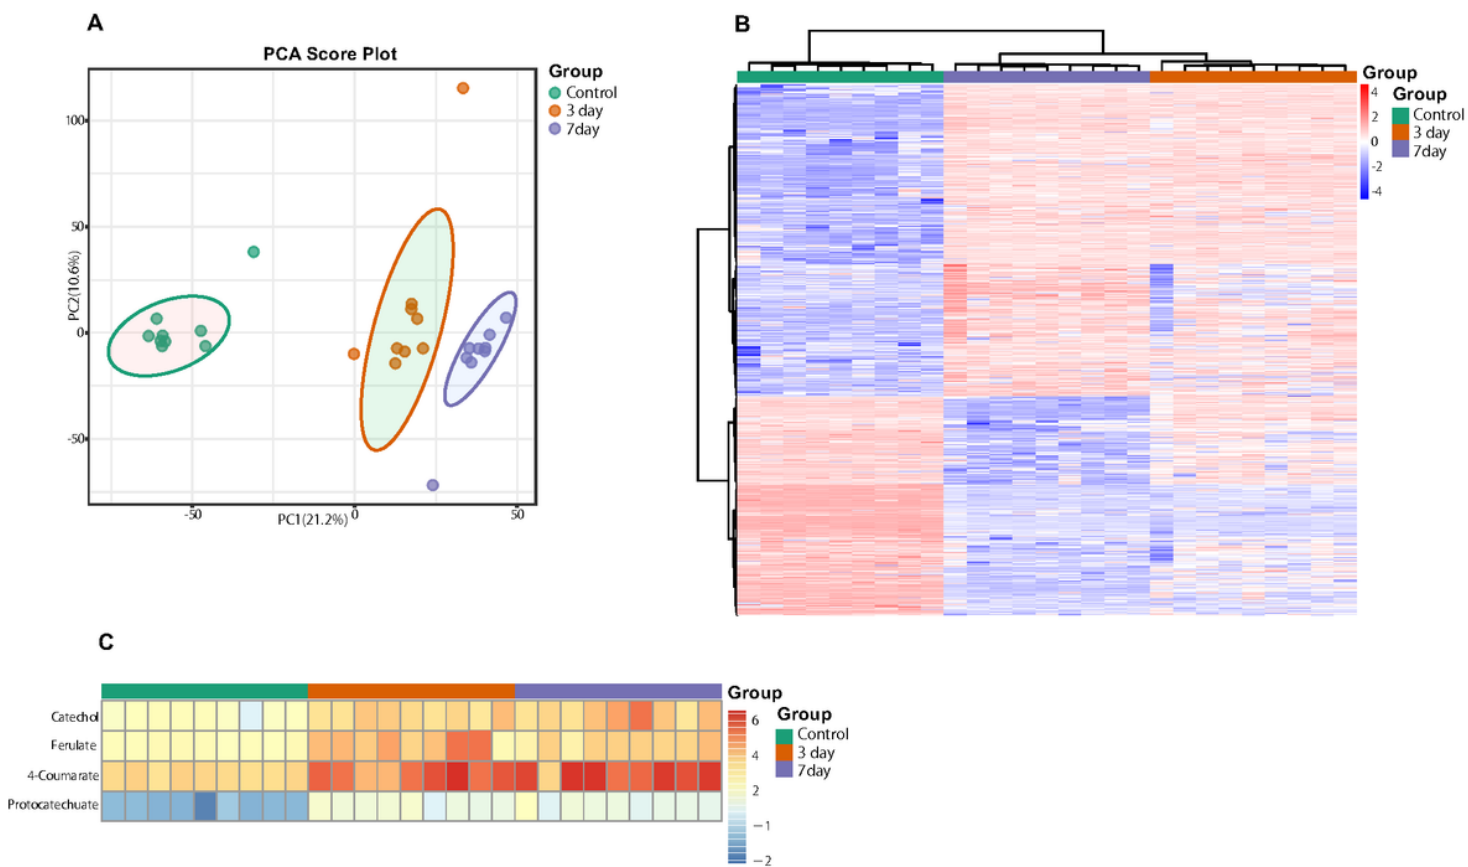 A
PCA Score Plot
PC2(10.6%)
100
50
0
-50
-50
0
50
PC1(21.2%)
Group
Control
3 day
7day
B
Group
4
2
0
-2
-4
Group
Control
3 day
7day
C
Catechol
Ferulate
4-Coumarate
Protocatechuate
Group
6
4
2
−1
−2
Group
Control
3 day
7day